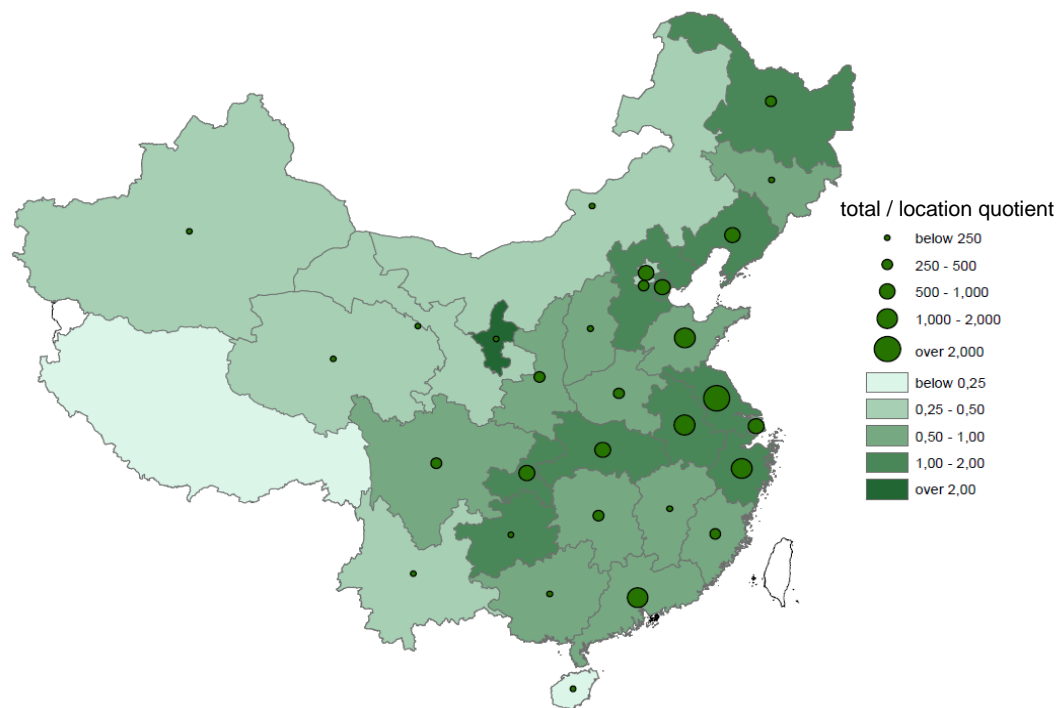 total / location quotient
below 250
250 - 500
500 - 1,000
1,000 - 2,000
over 2,000
below 0,25
0,25 - 0,50
0,50 - 1,00
1,00 - 2,00
over 2,00